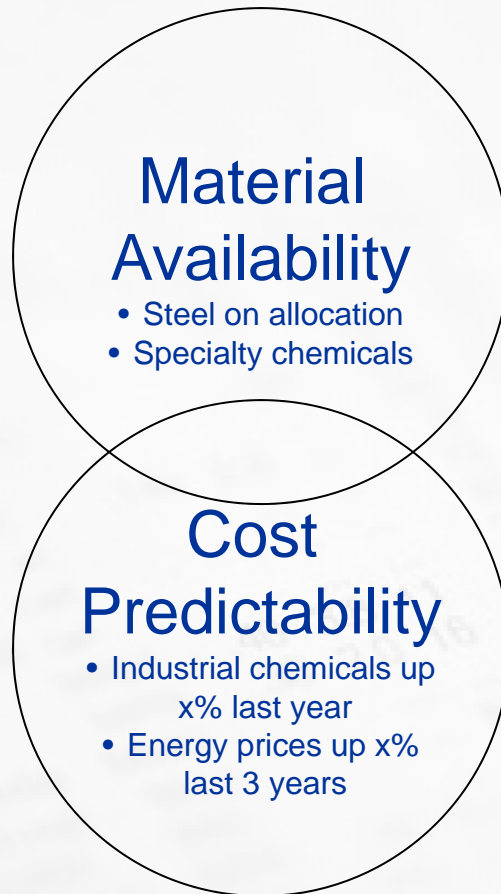 Material
Availability
• Steel on allocation
• Specialty chemicals
Cost
Predictability
• Industrial chemicals up
x% last year
• Energy prices up x%
last 3 years